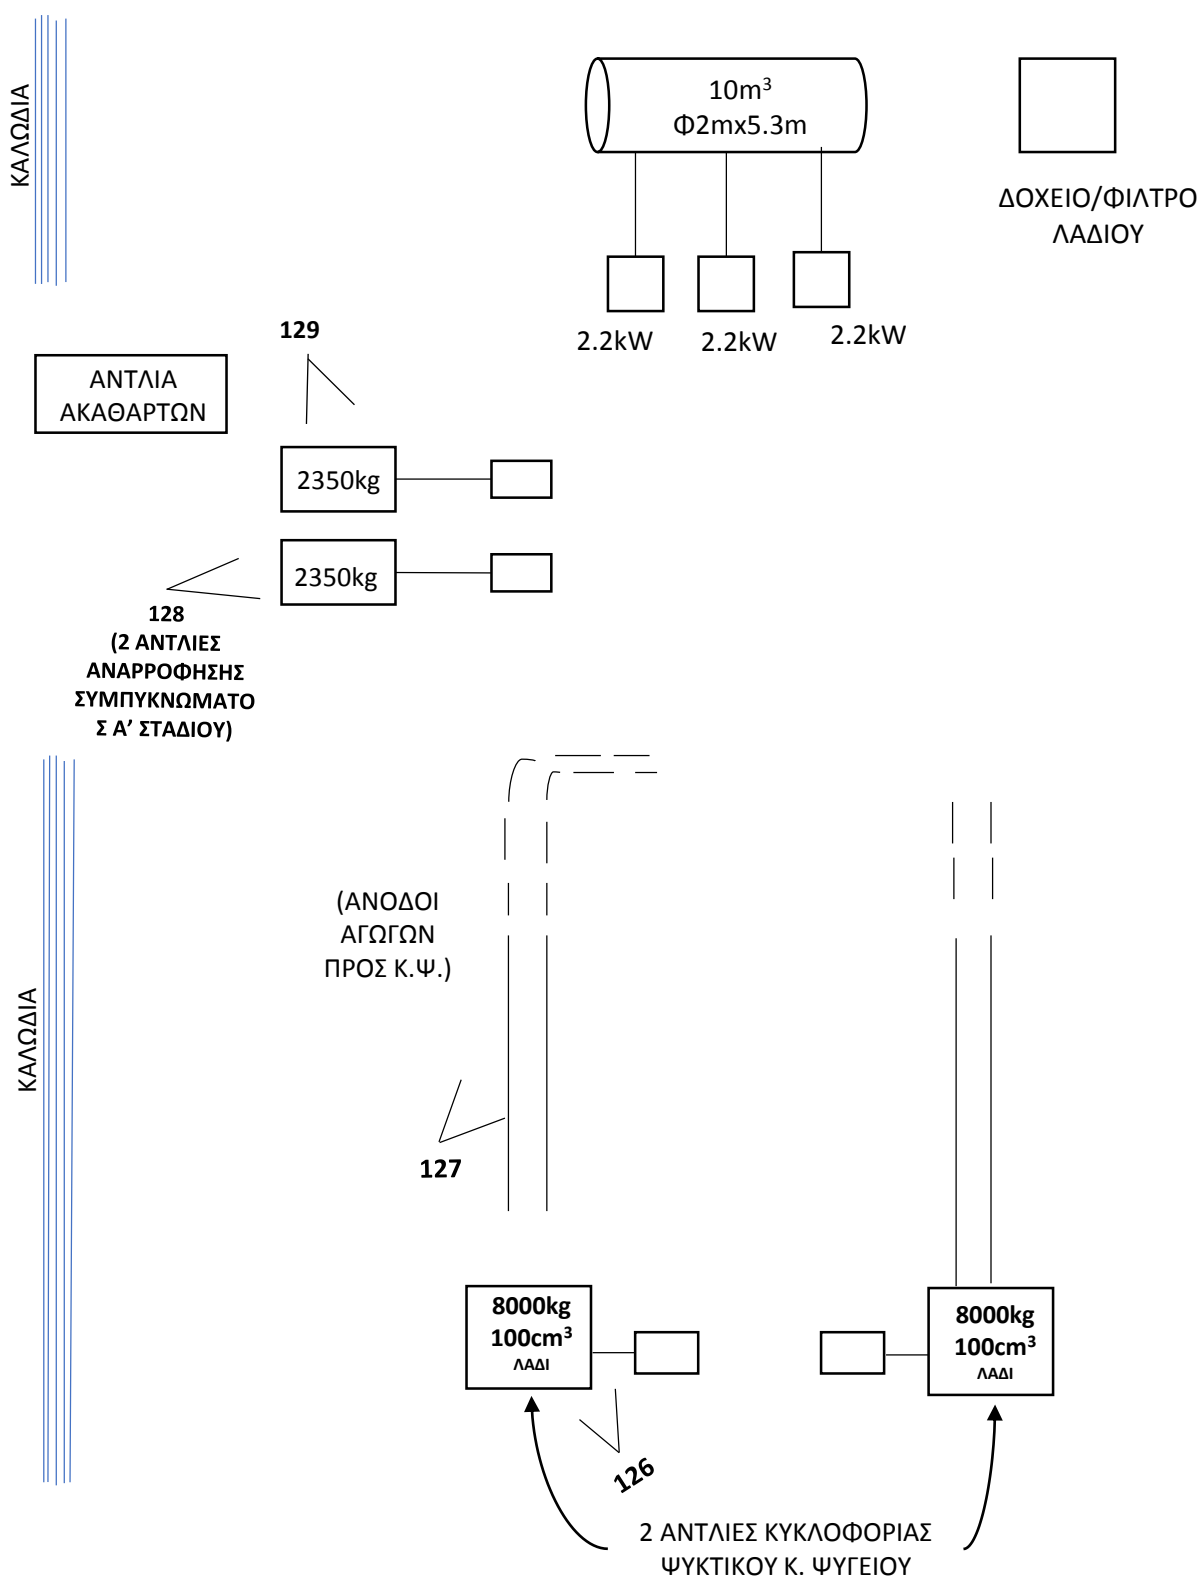 ΚΑΛΩΔΙΑ
10m³
Φ2mx5.3m
ΔΟΧΕΙΟ/ΦΙΛΤΡΟ
ΛΑΔΙΟΥ
2.2kW
2.2kW
2.2kW
129
ΑΝΤΛΙΑ
ΑΚΑΘΑΡΤΩΝ
2350kg
2350kg
128
(2 ΑΝΤΛΙΕΣ
ΑΝΑΡΡΟΦΗΣΗΣ
ΣΥΜΠΥΚΝΩΜΑΤΟ
Σ Α’ ΣΤΑΔΙΟΥ)
(ΑΝΟΔΟΙ
ΑΓΩΓΩΝ
ΠΡΟΣ Κ.Ψ.)
ΚΑΛΩΔΙΑ
127
8000kg
100cm³
ΛΑΔΙ
8000kg
100cm³
ΛΑΔΙ
126
2 ΑΝΤΛΙΕΣ ΚΥΚΛΟΦΟΡΙΑΣ
ΨΥΚΤΙΚΟΥ Κ. ΨΥΓΕΙΟΥ